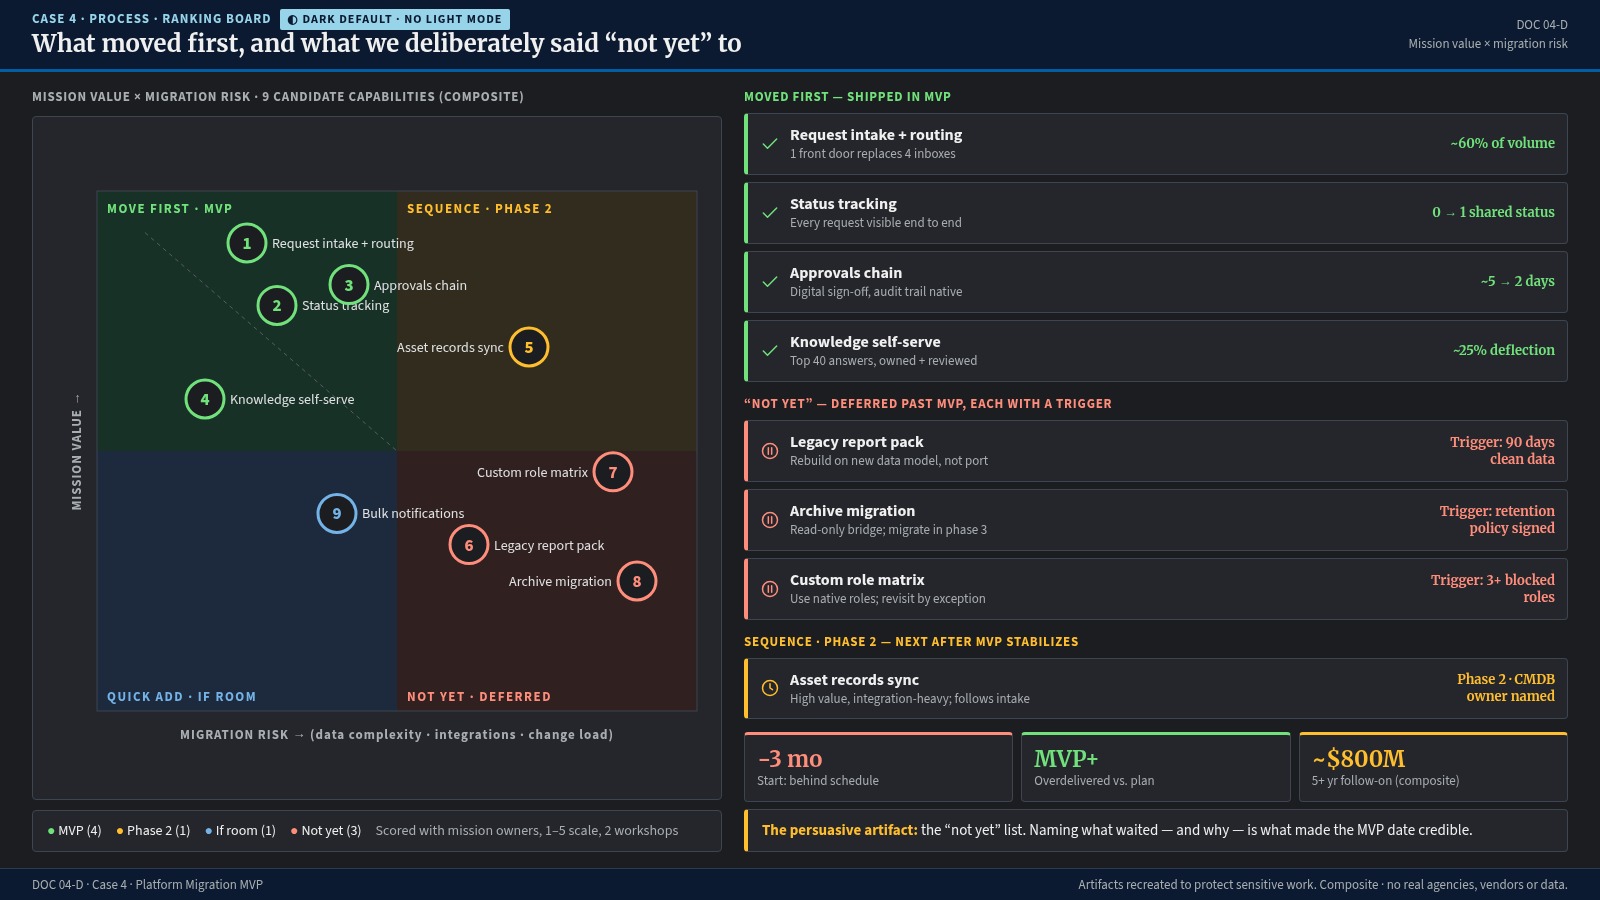 CASE 4 · PROCESS · RANKING BOARD
◐ DARK DEFAULT · NO LIGHT MODE
What moved first, and what we deliberately said “not yet” to
DOC 04-D
Mission value × migration risk
MISSION VALUE × MIGRATION RISK · 9 CANDIDATE CAPABILITIES (COMPOSITE)
MOVE FIRST · MVP
SEQUENCE · PHASE 2
1 Request intake + routing
3 Approvals chain
2 Status tracking
Asset records sync 5
4 Knowledge self-serve
MISSION VALUE →
Custom role matrix 7
9 Bulk notifications
6 Legacy report pack
Archive migration 8
QUICK ADD · IF ROOM
NOT YET · DEFERRED
MIGRATION RISK → (data complexity · integrations · change load)
● MVP (4) ● Phase 2 (1) ● If room (1) ● Not yet (3) Scored with mission owners, 1–5 scale, 2 workshops
MOVED FIRST — SHIPPED IN MVP
Request intake + routing
1 front door replaces 4 inboxes
~60% of volume
Status tracking
Every request visible end to end
0 → 1 shared status
Approvals chain
Digital sign-off, audit trail native
~5 → 2 days
Knowledge self-serve
Top 40 answers, owned + reviewed
~25% deflection
“NOT YET” — DEFERRED PAST MVP, EACH WITH A TRIGGER
Legacy report pack
Rebuild on new data model, not port
Trigger: 90 days
clean data
Archive migration
Read-only bridge; migrate in phase 3
Trigger: retention
policy signed
Custom role matrix
Use native roles; revisit by exception
Trigger: 3+ blocked
roles
SEQUENCE · PHASE 2 — NEXT AFTER MVP STABILIZES
Asset records sync
High value, integration-heavy; follows intake
Phase 2 · CMDB
owner named
−3 mo
Start: behind schedule
MVP+
Overdelivered vs. plan
~$800M
5+ yr follow-on (composite)
The persuasive artifact: the “not yet” list. Naming what waited — and why — is what made the MVP date credible.
DOC 04-D · Case 4 · Platform Migration MVP
Artifacts recreated to protect sensitive work. Composite · no real agencies, vendors or data.